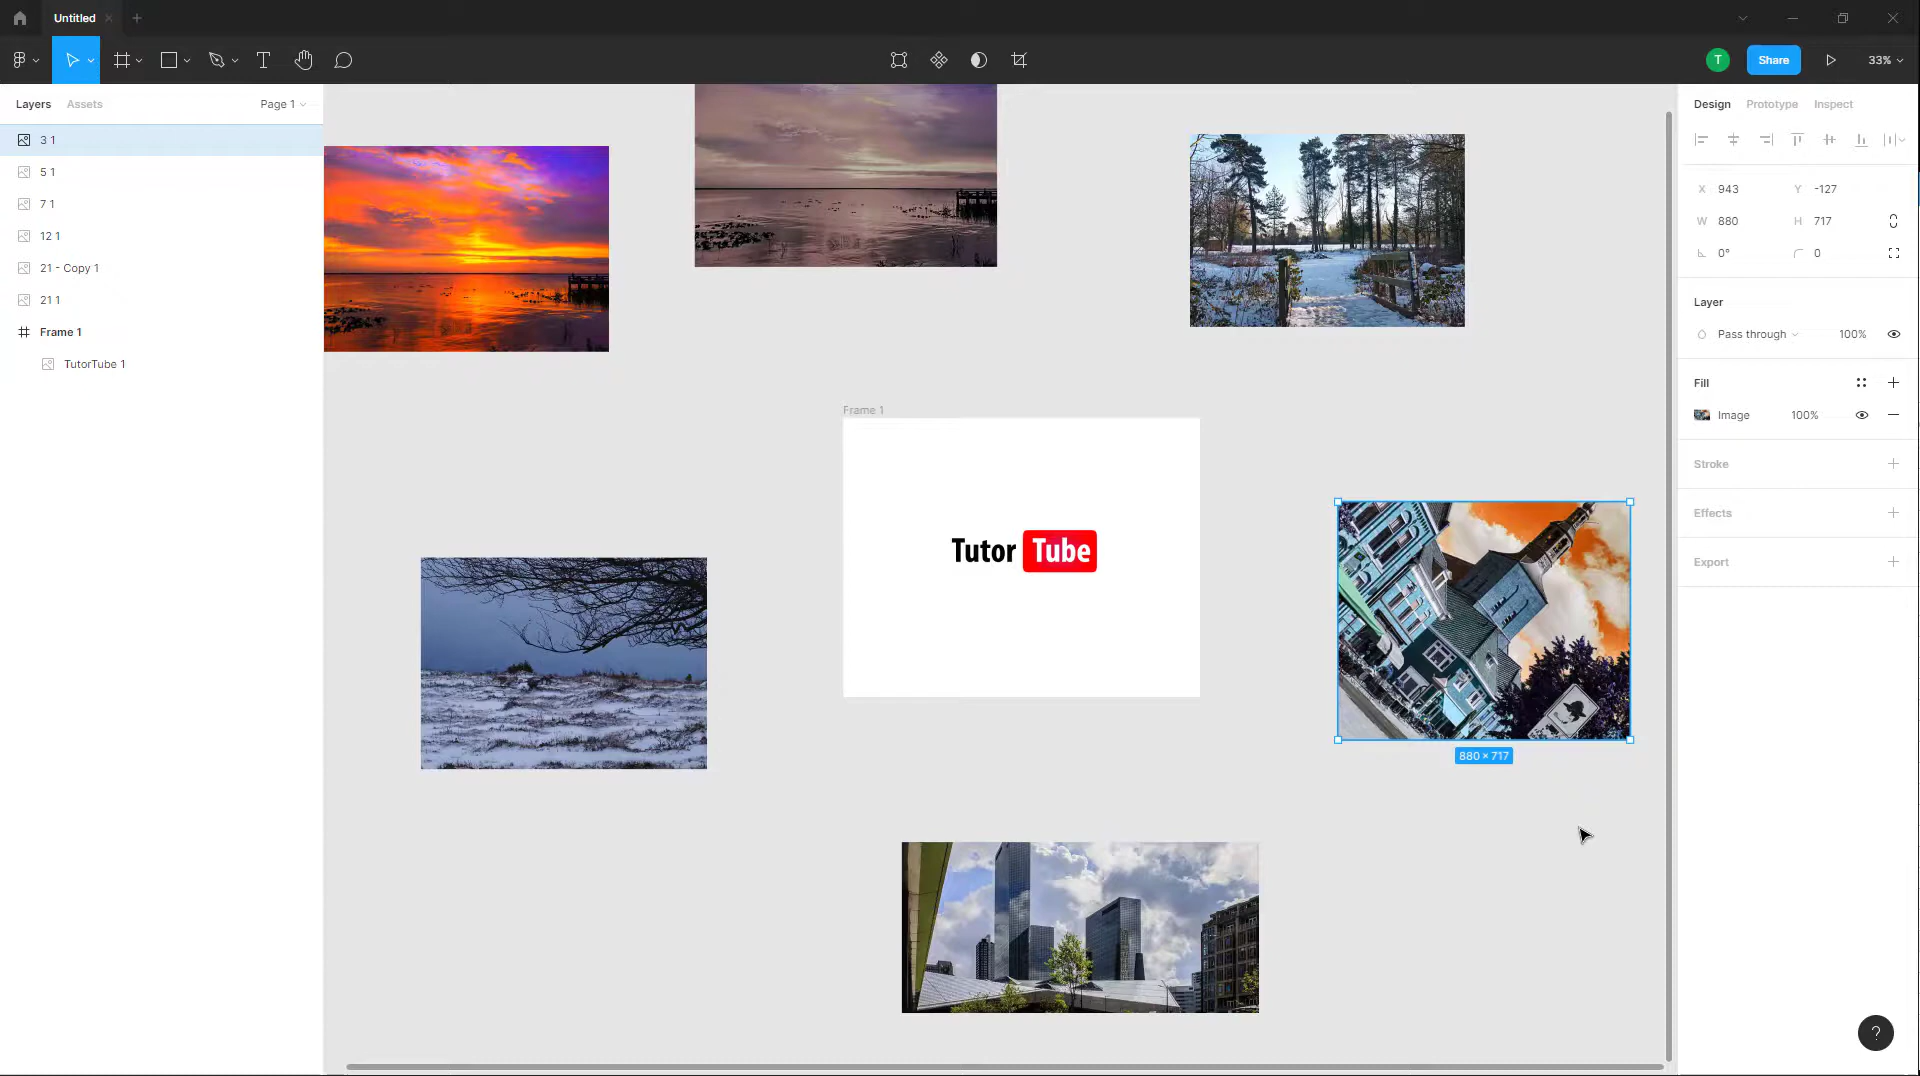 Untitled
T
Share
33%
Layers
Assets
Page 1
Design
Prototype
Inspect
3 1
5 1
7 1
12 1
21 - Copy 1
21 1
Frame 1
TutorTube 1
X 943
Y -127
W 880
H 717
0°
0
Layer
Pass through
100%
Fill
Image
100%
Stroke
Effects
Export
Frame 1
Tutor Tube
880 × 717
?